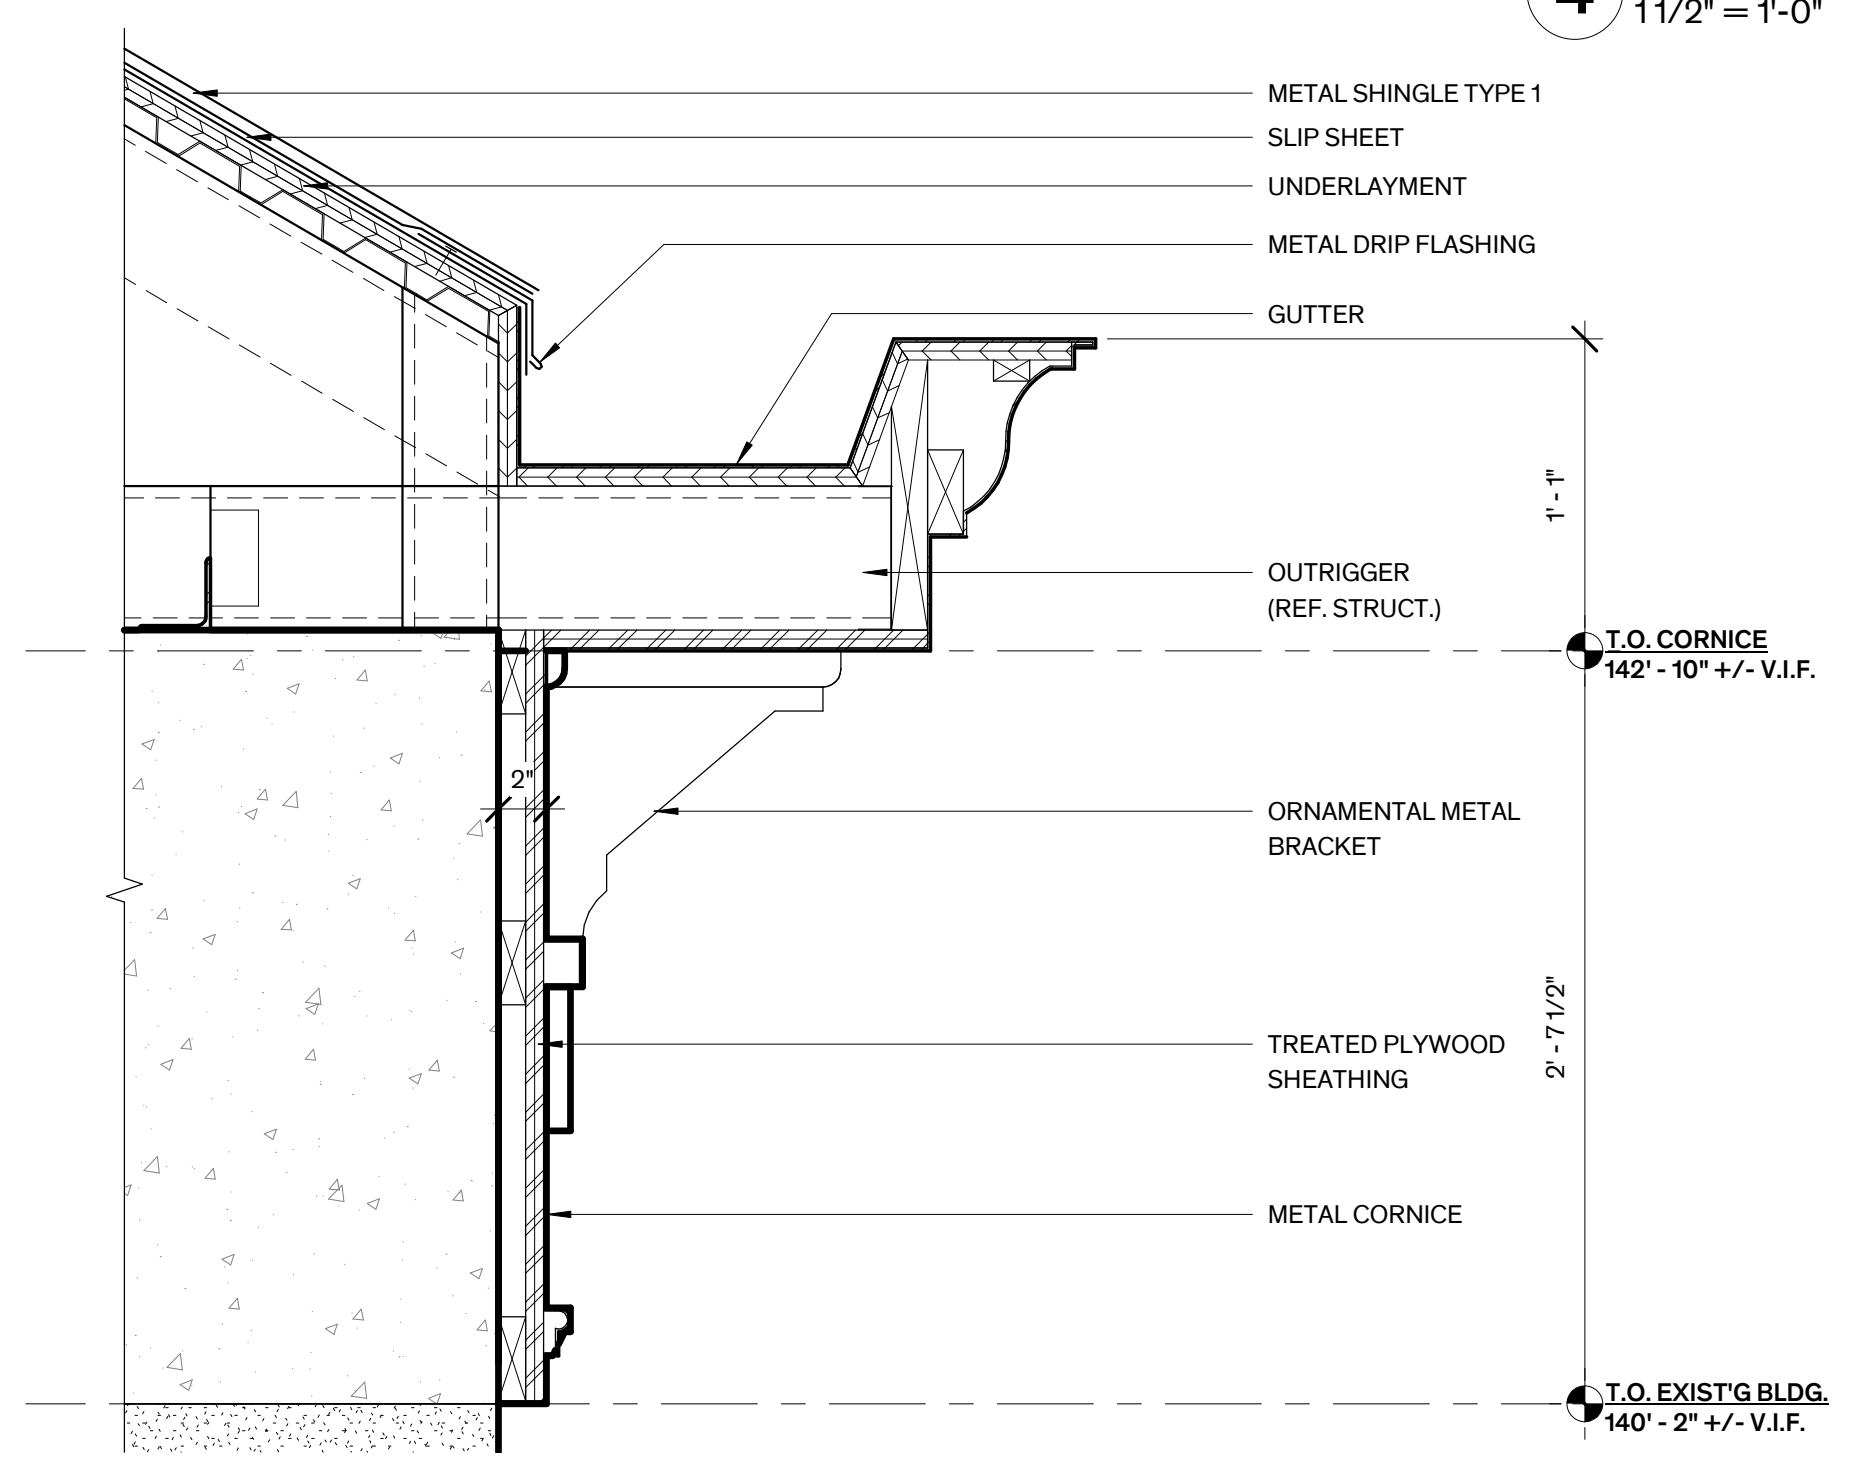 4
1 1/2" = 1'-0"
METAL SHINGLE TYPE 1
SLIP SHEET
UNDERLAYMENT
METAL DRIP FLASHING
GUTTER
1' - 1"
OUTRIGGER
(REF. STRUCT.)
T.O. CORNICE
142' - 10" +/- V.I.F.
2"
ORNAMENTAL METAL
BRACKET
2' - 7 1/2"
TREATED PLYWOOD
SHEATHING
METAL CORNICE
T.O. EXIST'G BLDG.
140' - 2" +/- V.I.F.